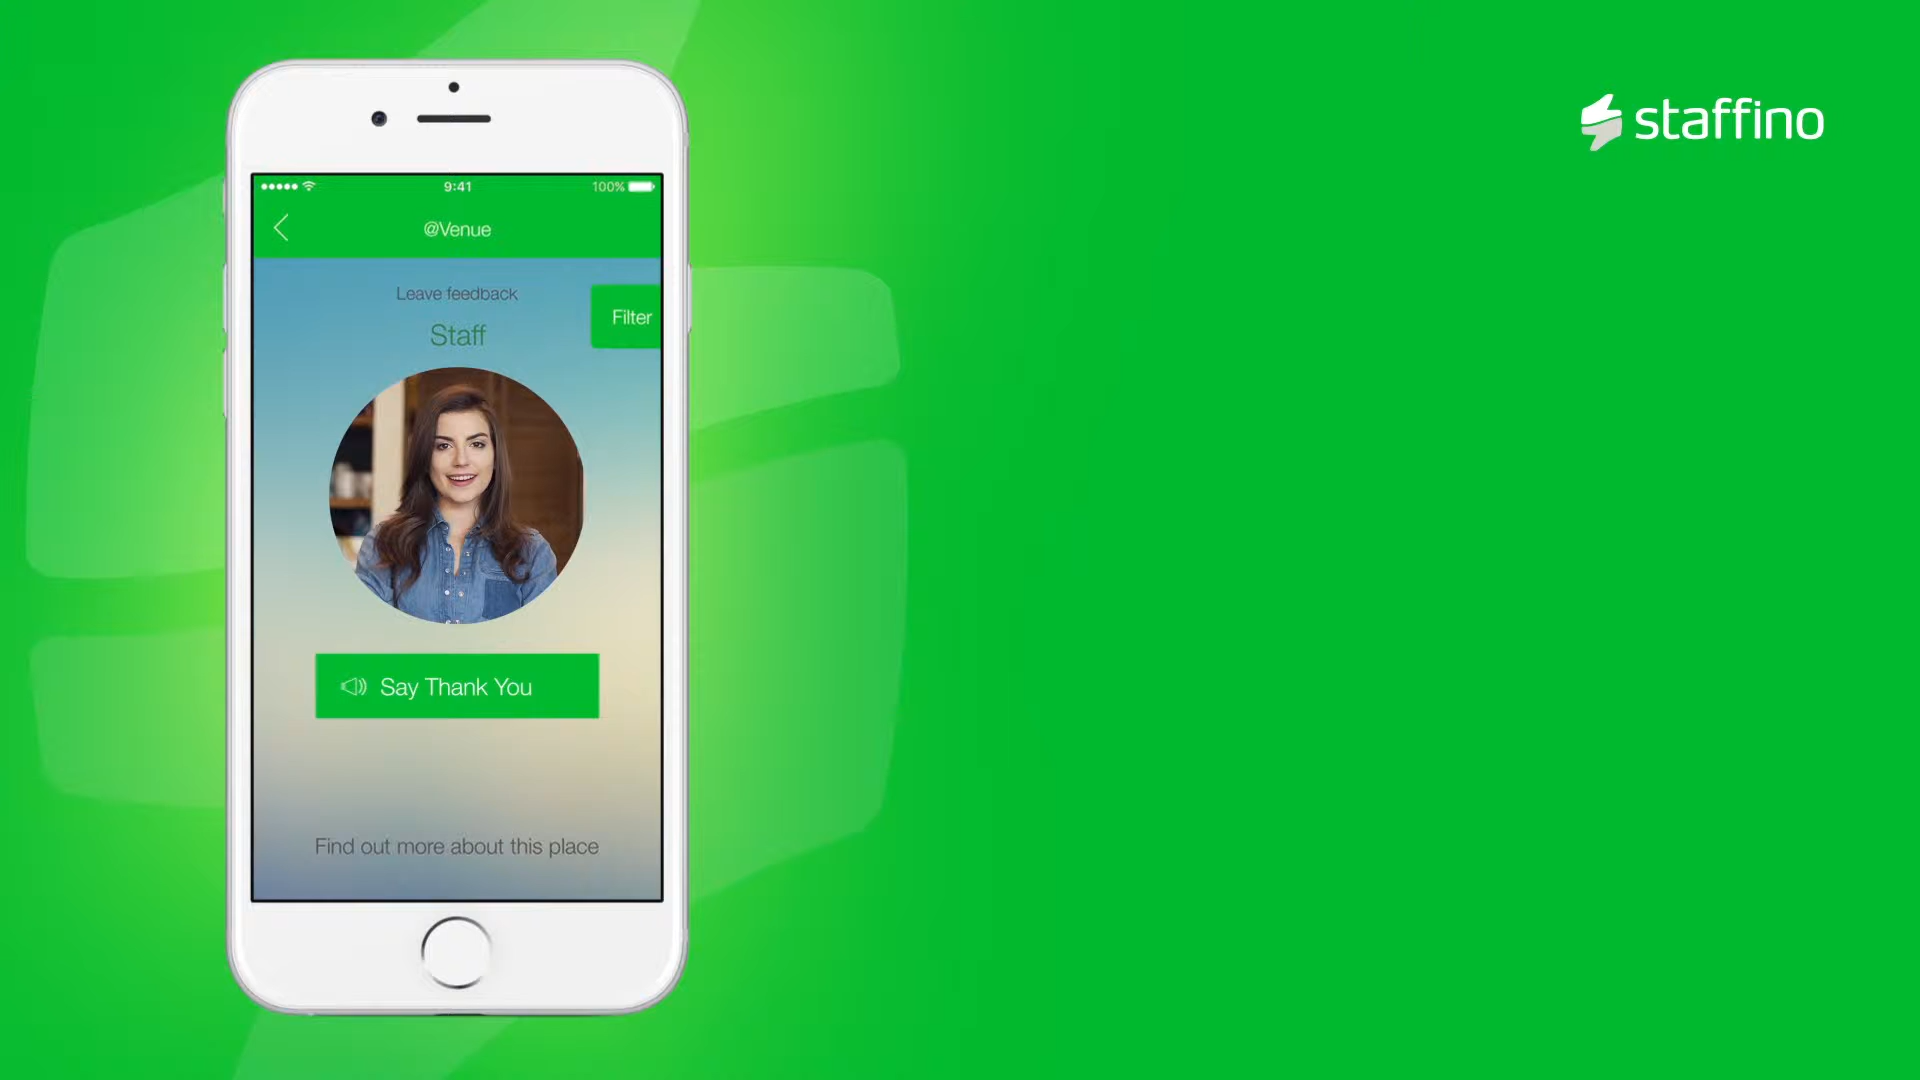 staffino
9:41
100%
@Venue
Leave feedback
Filter
Staff
Say Thank You
Find out more about this place